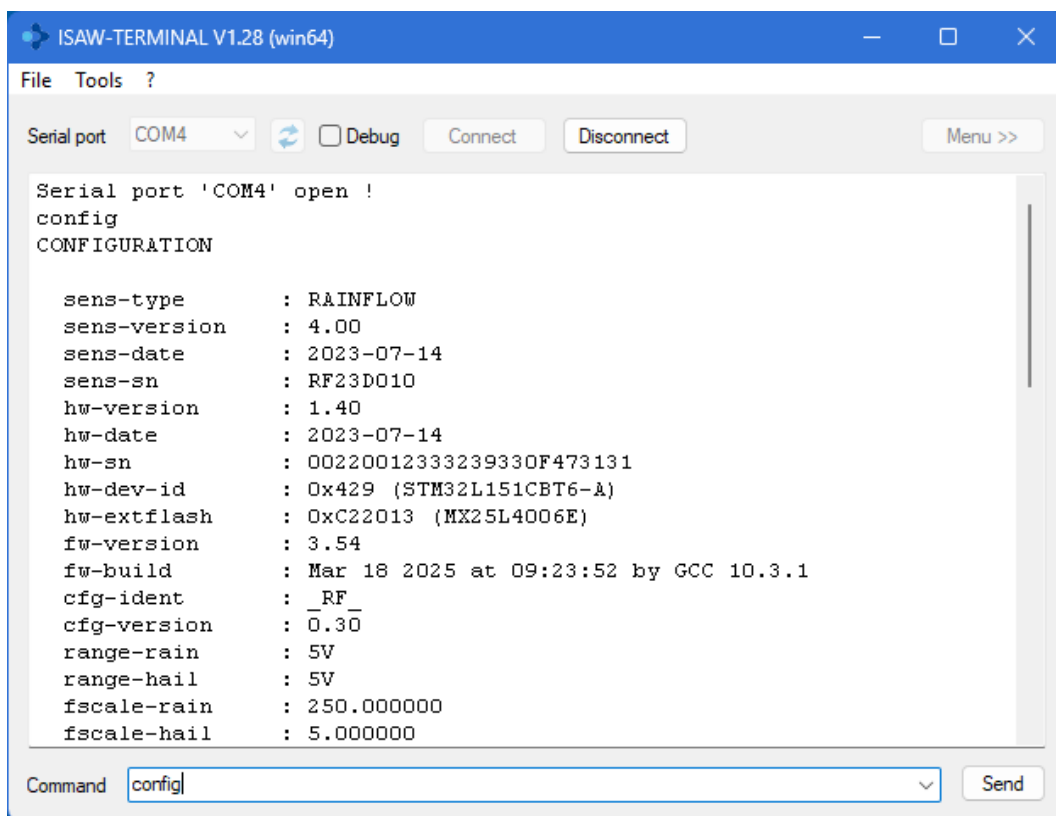 ISAW-TERMINAL V1.28 (win64)
File Tools ?
Serial port COM4 Debug Connect Disconnect Menu >>
Serial port 'COM4' open !
config
CONFIGURATION
sens-type : RAINFLOW
sens-version : 4.00
sens-date : 2023-07-14
sens-sn : RF23D010
hw-version : 1.40
hw-date : 2023-07-14
hw-sn : 00220012333239330F473131
hw-dev-id : 0x429 (STM32L151CBT6-A)
hw-extflash : 0xC22013 (MX25L4006E)
fw-version : 3.54
fw-build : Mar 18 2025 at 09:23:52 by GCC 10.3.1
cfg-ident : _RF_
cfg-version : 0.30
range-rain : 5V
range-hail : 5V
fscale-rain : 250.000000
fscale-hail : 5.000000
Command config Send